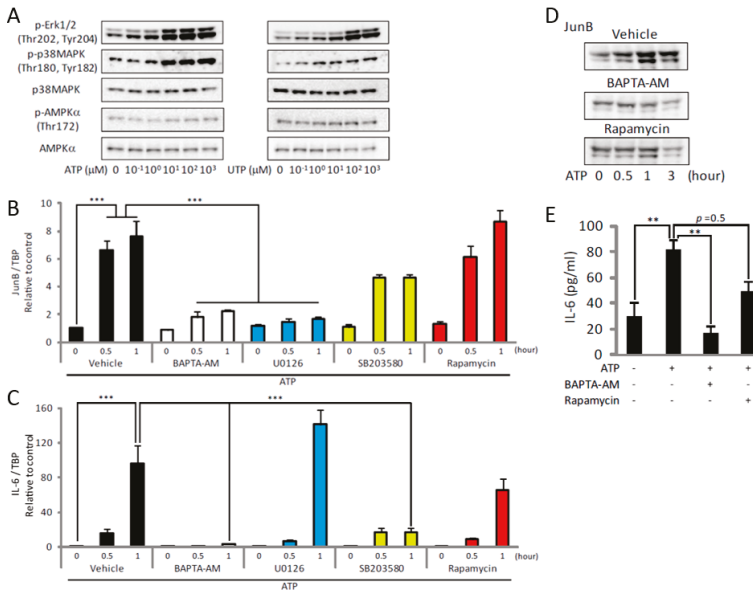 A
p-Erk1/2
(Thr202, Tyr204)
p-p38MAPK
(Thr180, Tyr182)
p38MAPK
p-AMPKα
(Thr172)
AMPKα
ATP (μM) 0 10⁻¹ 10⁰ 10¹ 10² 10³
UTP (μM) 0 10⁻¹ 10⁰ 10¹ 10² 10³
B
JunB / TBP
Relative to control
10
8
6
4
2
0
*** ***
0 0.5 1 0 0.5 1 0 0.5 1 0 0.5 1 0 0.5 1 (hour)
Vehicle BAPTA-AM U0126 SB203580 Rapamycin
ATP
C
IL-6 / TBP
Relative to control
160
120
80
40
0
*** ***
0 0.5 1 0 0.5 1 0 0.5 1 0 0.5 1 0 0.5 1 (hour)
Vehicle BAPTA-AM U0126 SB203580 Rapamycin
ATP
D
JunB
Vehicle
BAPTA-AM
Rapamycin
ATP 0 0.5 1 3 (hour)
E
IL-6 (pg/ml)
100
80
60
40
20
0
p =0.5
** **
ATP - + + +
BAPTA-AM - - + -
Rapamycin - - - +